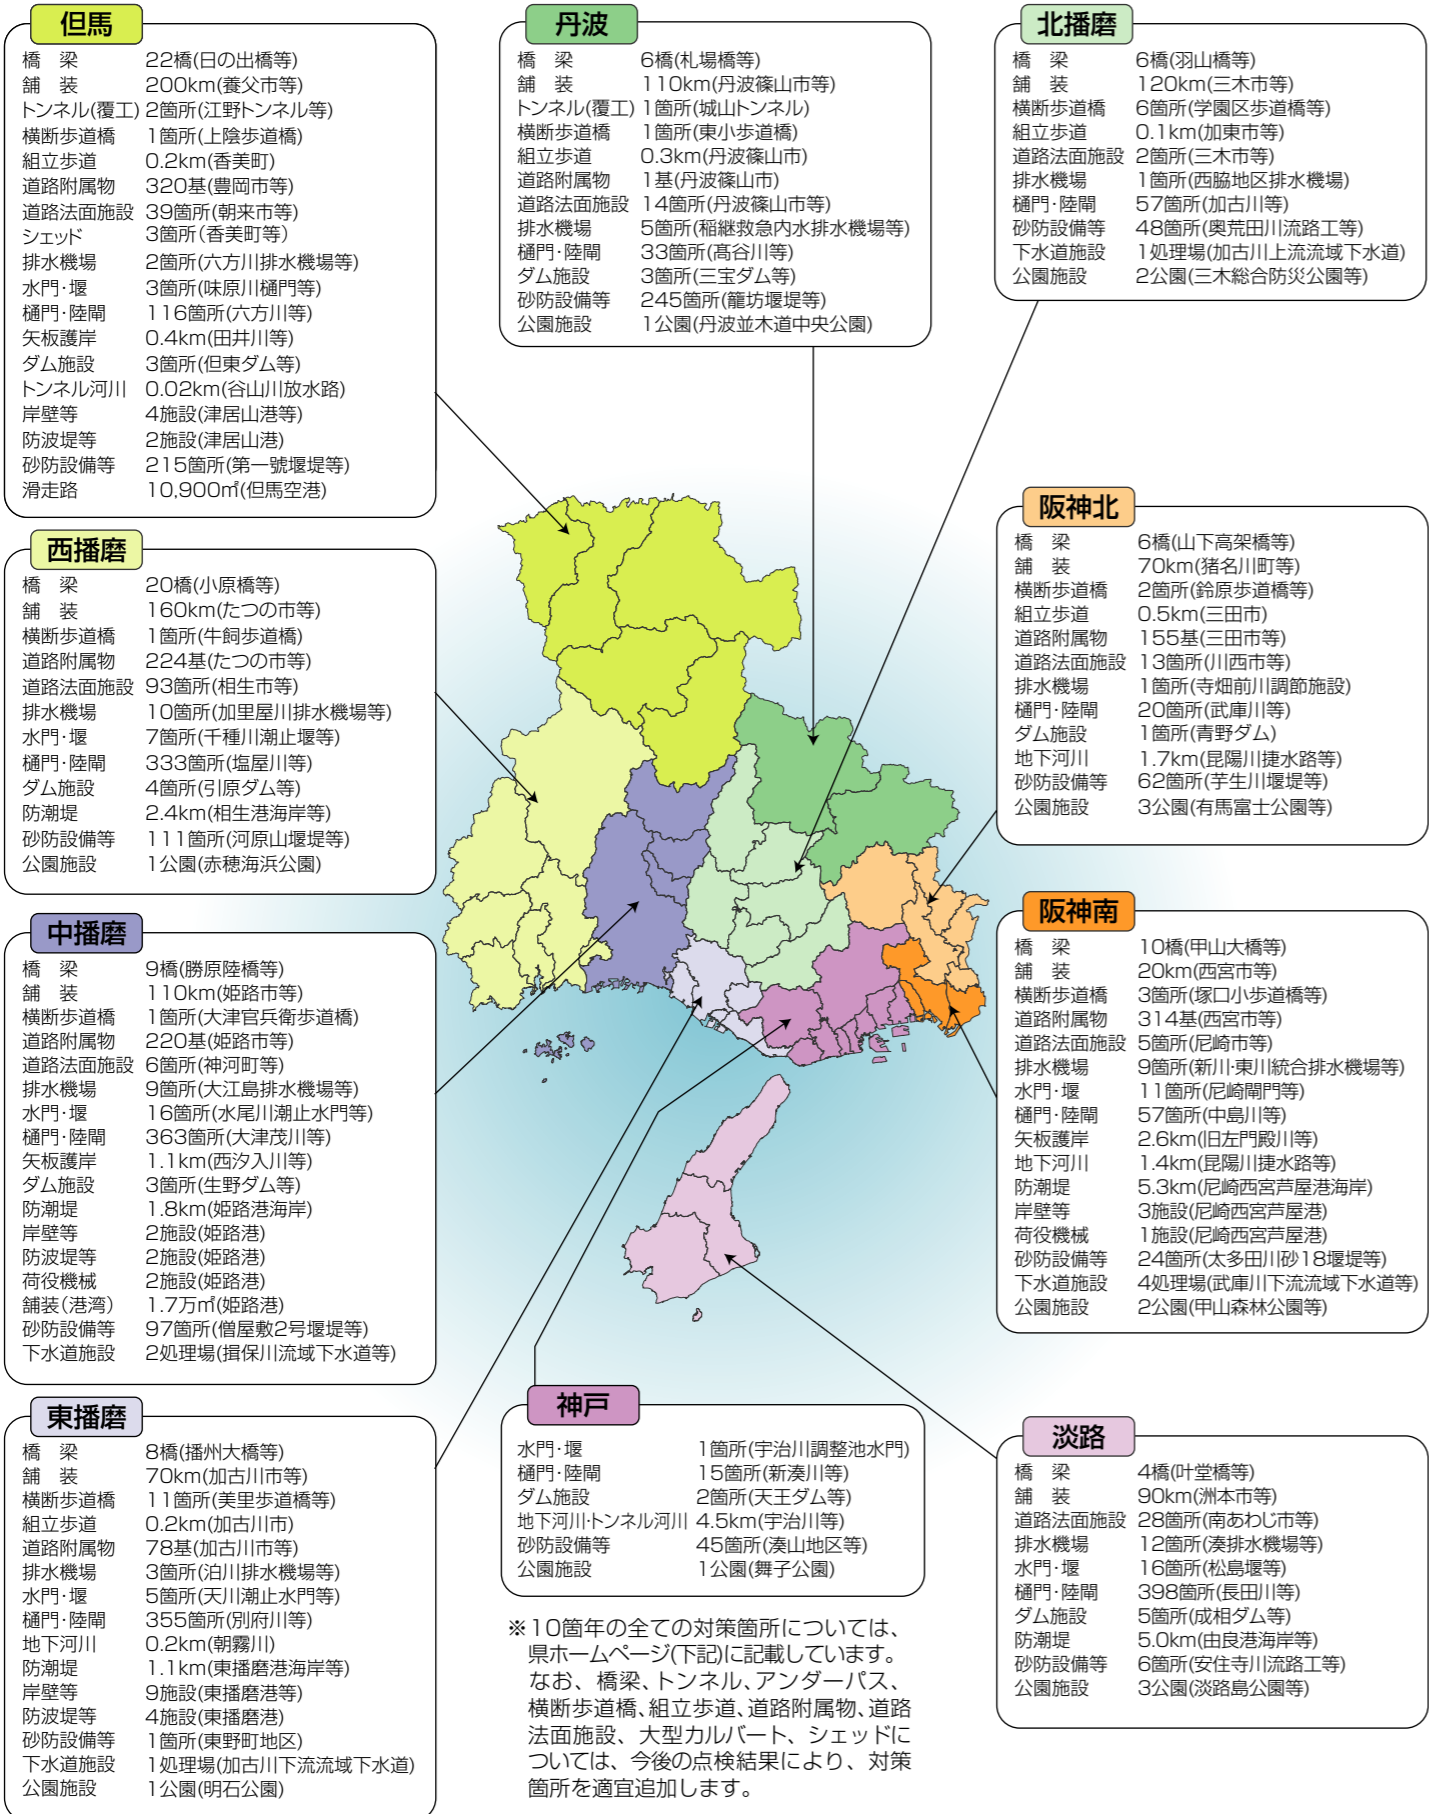 但馬
橋　梁 22橋(日の出橋等)
舗　装 200km(養父市等)
トンネル(覆工) 2箇所(江野トンネル等)
横断歩道橋 1箇所(上陰歩道橋)
組立歩道 0.2km(香美町)
道路附属物 320基(豊岡市等)
道路法面施設 39箇所(朝来市等)
シェッド 3箇所(香美町等)
排水機場 2箇所(六方川排水機場等)
水門･堰 3箇所(味原川樋門等)
樋門･陸閘 116箇所(六方川等)
矢板護岸 0.4km(田井川等)
ダム施設 3箇所(但東ダム等)
トンネル河川 0.02km(谷山川放水路)
岸壁等 4施設(津居山港等)
防波堤等 2施設(津居山港)
砂防設備等 215箇所(第一號堰堤等)
滑走路 10,900㎡(但馬空港)
丹波
橋　梁 6橋(札場橋等)
舗　装 110km(丹波篠山市等)
トンネル(覆工) 1箇所(城山トンネル)
横断歩道橋 1箇所(東小歩道橋)
組立歩道 0.3km(丹波篠山市)
道路附属物 1基(丹波篠山市)
道路法面施設 14箇所(丹波篠山市等)
排水機場 5箇所(稲継救急内水排水機場等)
樋門･陸閘 33箇所(髙谷川等)
ダム施設 3箇所(三宝ダム等)
砂防設備等 245箇所(籠坊堰堤等)
公園施設 1公園(丹波並木道中央公園)
北播磨
橋　梁 6橋(羽山橋等)
舗　装 120km(三木市等)
横断歩道橋 6箇所(学園区歩道橋等)
組立歩道 0.1km(加東市等)
道路法面施設 2箇所(三木市等)
排水機場 1箇所(西脇地区排水機場)
樋門･陸閘 57箇所(加古川等)
砂防設備等 48箇所(奥荒田川流路工等)
下水道施設 1処理場(加古川上流流域下水道)
公園施設 2公園(三木総合防災公園等)
西播磨
橋　梁 20橋(小原橋等)
舗　装 160km(たつの市等)
横断歩道橋 1箇所(牛飼歩道橋)
道路附属物 224基(たつの市等)
道路法面施設 93箇所(相生市等)
排水機場 10箇所(加里屋川排水機場等)
水門･堰 7箇所(千種川潮止堰等)
樋門･陸閘 333箇所(塩屋川等)
ダム施設 4箇所(引原ダム等)
防潮堤 2.4km(相生港海岸等)
砂防設備等 111箇所(河原山堰堤等)
公園施設 1公園(赤穂海浜公園)
阪神北
橋　梁 6橋(山下高架橋等)
舗　装 70km(猪名川町等)
横断歩道橋 2箇所(鈴原歩道橋等)
組立歩道 0.5km(三田市)
道路附属物 155基(三田市等)
道路法面施設 13箇所(川西市等)
排水機場 1箇所(寺畑前川調節施設)
樋門･陸閘 20箇所(武庫川等)
ダム施設 1箇所(青野ダム)
地下河川 1.7km(昆陽川捷水路等)
砂防設備等 62箇所(芋生川堰堤等)
公園施設 3公園(有馬富士公園等)
中播磨
橋　梁 9橋(勝原陸橋等)
舗　装 110km(姫路市等)
横断歩道橋 1箇所(大津官兵衛歩道橋)
道路附属物 220基(姫路市等)
道路法面施設 6箇所(神河町等)
排水機場 9箇所(大江島排水機場等)
水門･堰 16箇所(水尾川潮止水門等)
樋門･陸閘 363箇所(大津茂川等)
矢板護岸 1.1km(西汐入川等)
ダム施設 3箇所(生野ダム等)
防潮堤 1.8km(姫路港海岸)
岸壁等 2施設(姫路港)
防波堤等 2施設(姫路港)
荷役機械 2施設(姫路港)
舗装(港湾) 1.7万㎡(姫路港)
砂防設備等 97箇所(僧屋敷2号堰堤等)
下水道施設 2処理場(揖保川流域下水道等)
阪神南
橋　梁 10橋(甲山大橋等)
舗　装 20km(西宮市等)
横断歩道橋 3箇所(塚口小歩道橋等)
道路附属物 314基(西宮市等)
道路法面施設 5箇所(尼崎市等)
排水機場 9箇所(新川･東川統合排水機場等)
水門･堰 11箇所(尼崎閘門等)
樋門･陸閘 57箇所(中島川等)
矢板護岸 2.6km(旧左門殿川等)
地下河川 1.4km(昆陽川捷水路等)
防潮堤 5.3km(尼崎西宮芦屋港海岸)
岸壁等 3施設(尼崎西宮芦屋港)
荷役機械 1施設(尼崎西宮芦屋港)
砂防設備等 24箇所(太多田川砂18堰堤等)
下水道施設 4処理場(武庫川下流流域下水道等)
公園施設 2公園(甲山森林公園等)
東播磨
橋　梁 8橋(播州大橋等)
舗　装 70km(加古川市等)
横断歩道橋 11箇所(美里歩道橋等)
組立歩道 0.2km(加古川市)
道路附属物 78基(加古川市等)
排水機場 3箇所(泊川排水機場等)
水門･堰 5箇所(天川潮止水門等)
樋門･陸閘 355箇所(別府川等)
地下河川 0.2km(朝霧川)
防潮堤 1.1km(東播磨港海岸等)
岸壁等 9施設(東播磨港等)
防波堤等 4施設(東播磨港)
砂防設備等 1箇所(東野町地区)
下水道施設 1処理場(加古川下流流域下水道)
公園施設 1公園(明石公園)
神戸
水門･堰 1箇所(宇治川調整池水門)
樋門･陸閘 15箇所(新湊川等)
ダム施設 2箇所(天王ダム等)
地下河川･トンネル河川 4.5km(宇治川等)
砂防設備等 45箇所(湊山地区等)
公園施設 1公園(舞子公園)
淡路
橋　梁 4橋(叶堂橋等)
舗　装 90km(洲本市等)
道路法面施設 28箇所(南あわじ市等)
排水機場 12箇所(湊排水機場等)
水門･堰 16箇所(松島堰等)
樋門･陸閘 398箇所(長田川等)
ダム施設 5箇所(成相ダム等)
防潮堤 5.0km(由良港海岸等)
砂防設備等 6箇所(安住寺川流路工等)
公園施設 3公園(淡路島公園等)
※10箇年の全ての対策箇所については、
県ホームページ(下記)に記載しています。
なお、橋梁、トンネル、アンダーパス、
横断歩道橋、組立歩道、道路附属物、道路
法面施設、大型カルバート、シェッドに
ついては、今後の点検結果により、対策
箇所を適宜追加します。